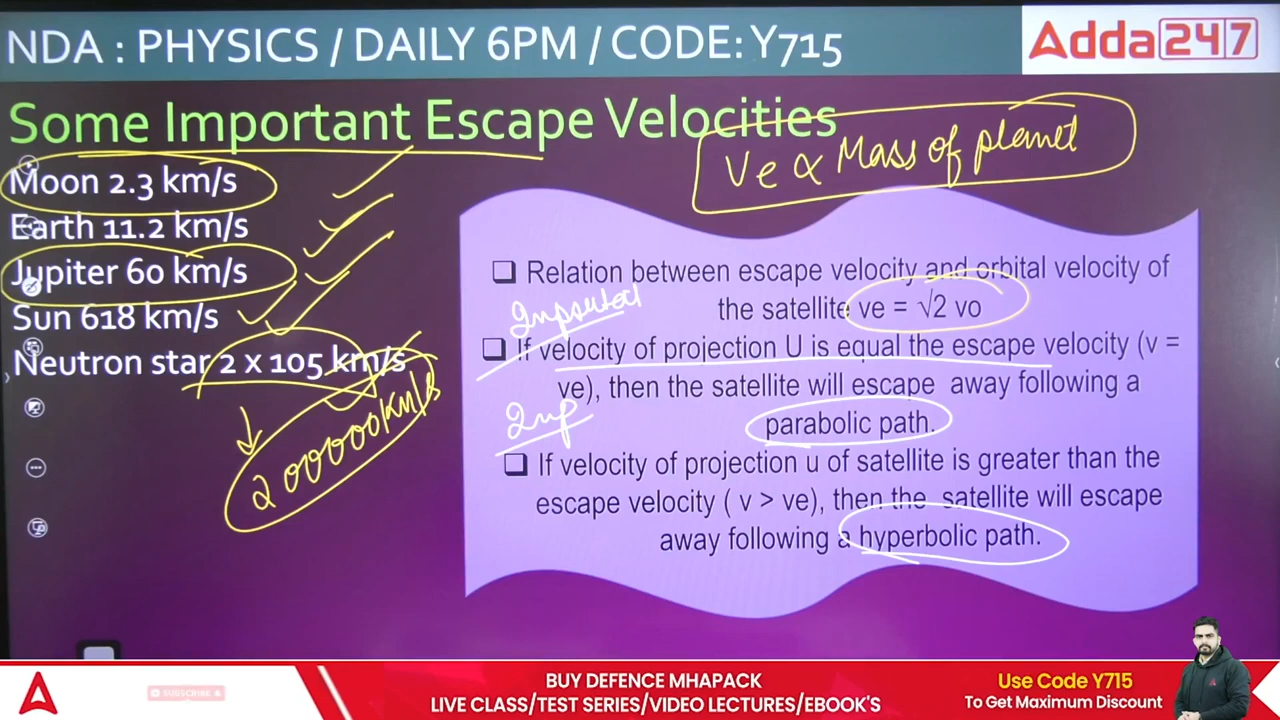 NDA : PHYSICS / DAILY 6PM / CODE: Y715
Adda247
Some Important Escape Velocities
Ve ∝ Mass of planet
Moon 2.3 km/s
Earth 11.2 km/s
Jupiter 60 km/s
Sun 618 km/s
Neutron star 2 x 105 km/s
200000km/s
❑ Relation between escape velocity and orbital velocity of
the satellite ve = √2 vo
❑ If velocity of projection U is equal the escape velocity (v =
ve), then the satellite will escape away following a
parabolic path.
Imp
❑ If velocity of projection u of satellite is greater than the
escape velocity ( v > ve), then the satellite will escape
away following a hyperbolic path.
SUBSCRIBE
BUY DEFENCE MHAPACK
LIVE CLASS/TEST SERIES/VIDEO LECTURES/EBOOK'S
Use Code Y715
To Get Maximum Discount